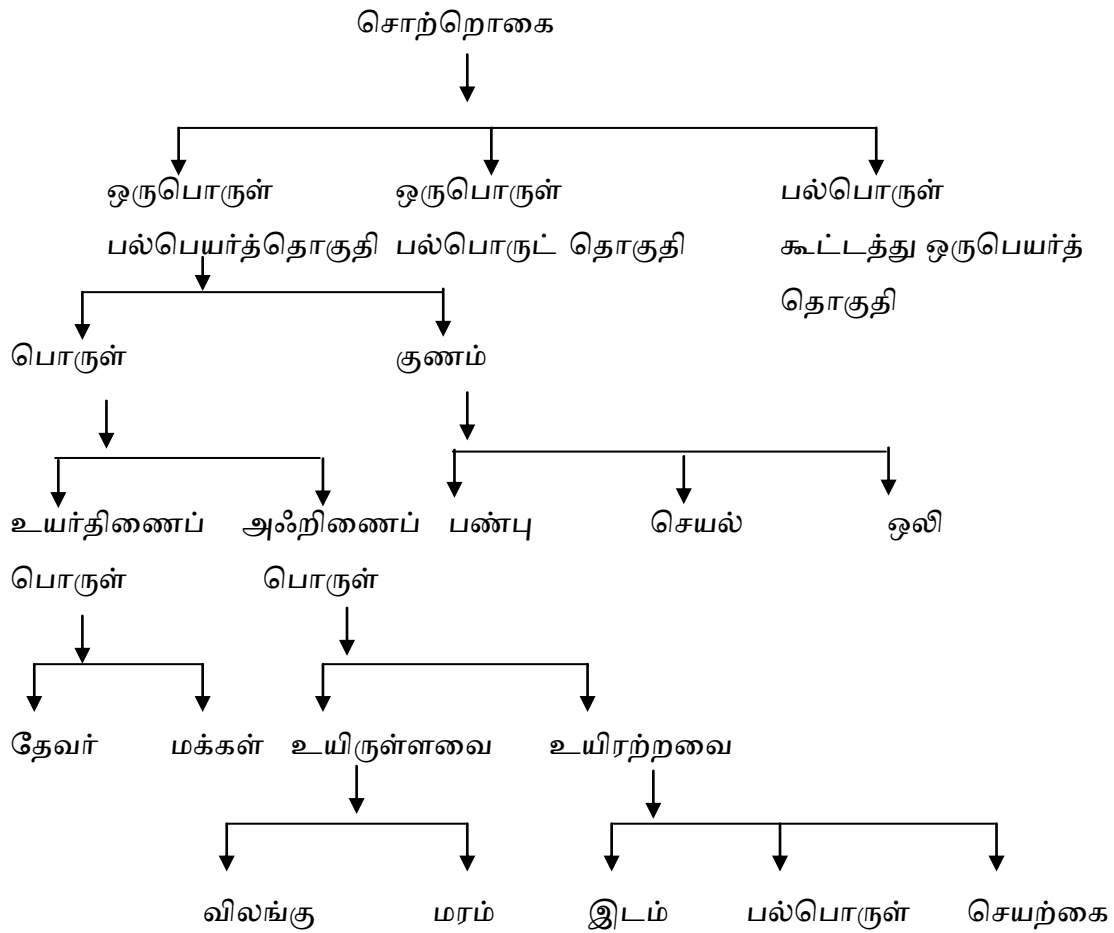 சொற்றொகை
ஒருபொருள் ஒருபொருள் பல்பொருள்
பல்பெயர்த்தொகுதி பல்பொருட் தொகுதி கூட்டத்து ஒருபெயர்த்
தொகுதி
பொருள் குணம்
உயர்திணைப் அஃறிணைப் பண்பு செயல் ஒலி
பொருள் பொருள்
தேவர் மக்கள் உயிருள்ளவை உயிரற்றவை
விலங்கு மரம் இடம் பல்பொருள் செயற்கை